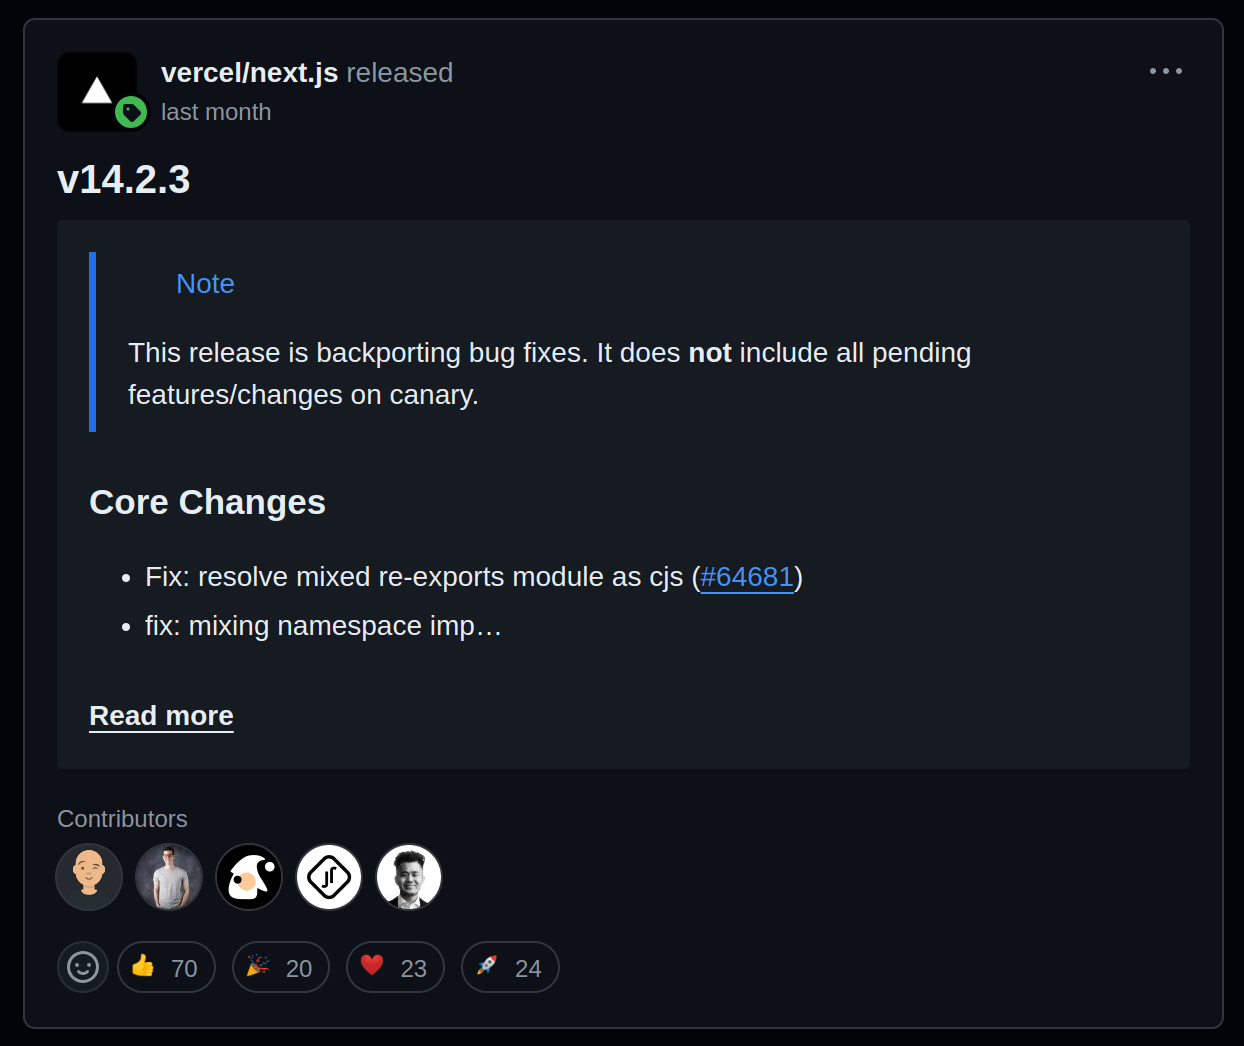 vercel/next.js released
last month
v14.2.3
Note
This release is backporting bug fixes. It does not include all pending
features/changes on canary.
Core Changes
Fix: resolve mixed re-exports module as cjs (#64681)
fix: mixing namespace imp…
Read more
Contributors
70 20 23 24